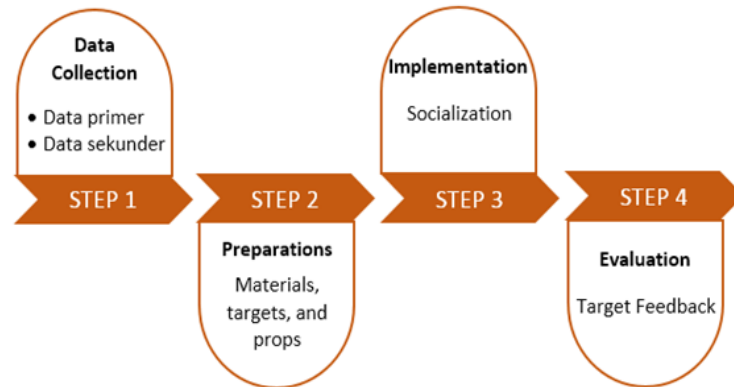 Data
Collection
• Data primer
• Data sekunder
STEP 1
STEP 2
Preparations
Materials,
targets, and
props
Implementation
Socialization
STEP 3
STEP 4
Evaluation
Target Feedback